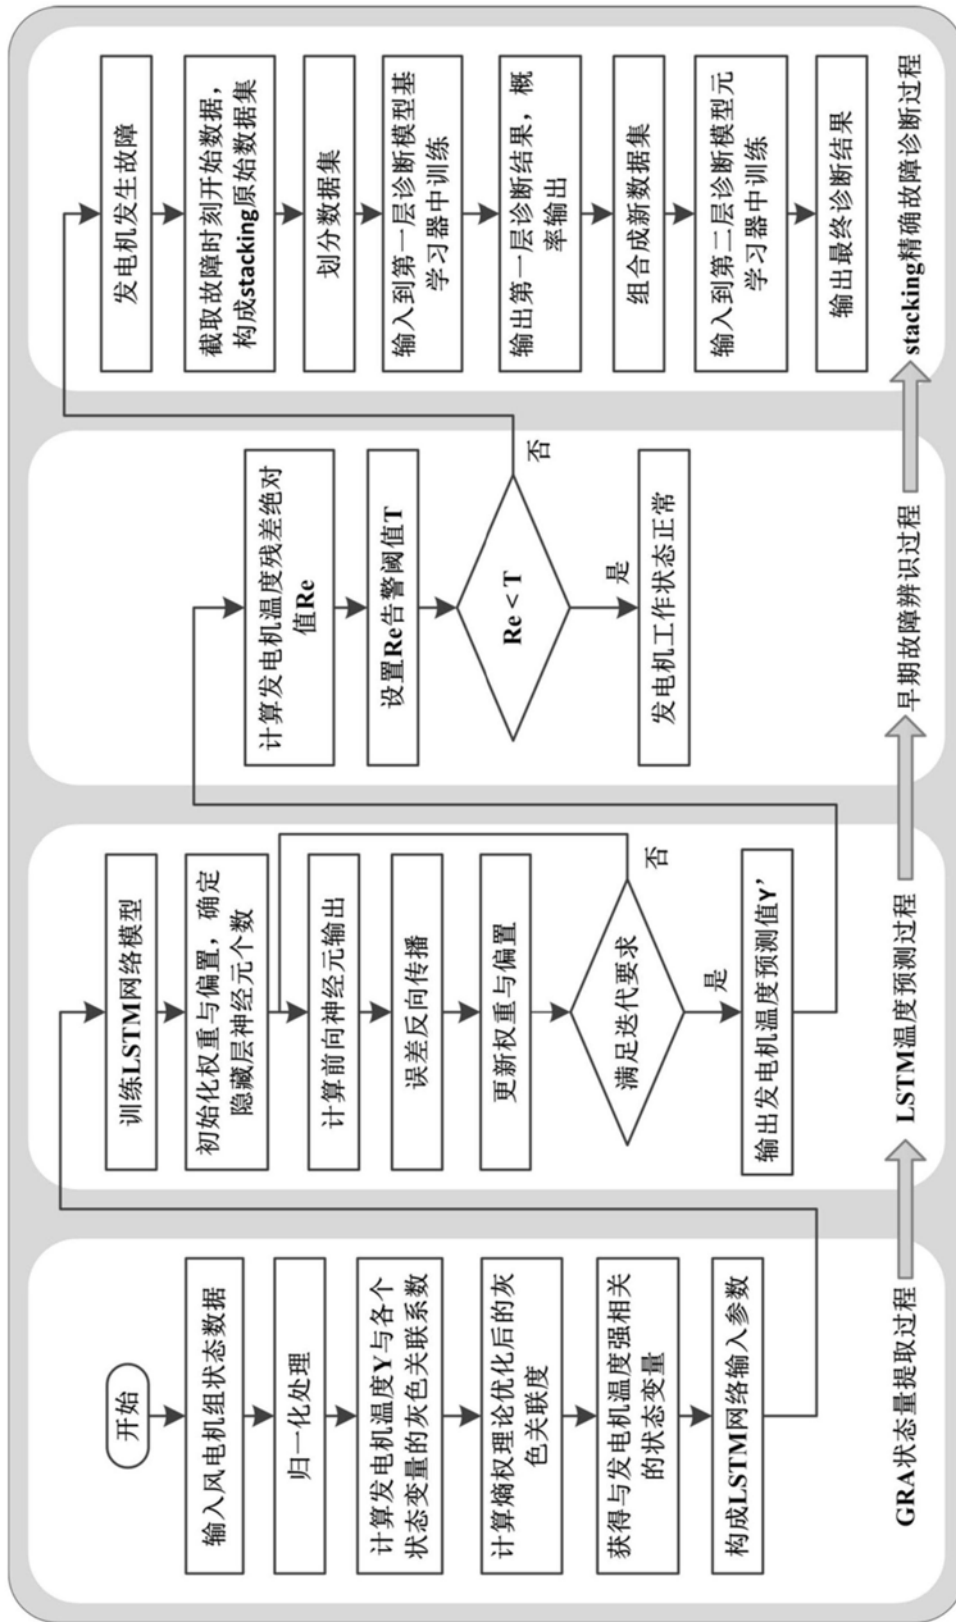 开始
输入风电机组状态数据
归一化处理
计算发电机温度Y与各个
状态变量的灰色关联系数
计算熵权理论优化后的灰
色关联度
获得与发电机温度强相关
的状态变量
构成LSTM网络输入参数
GRA状态量提取过程
训练LSTM网络模型
初始化权重与偏置，确定
隐藏层神经元个数
计算前向神经元输出
误差反向传播
更新权重与偏置
满足迭代要求
否
是
输出发电机温度预测值Y’
LSTM温度预测过程
计算发电机温度残差绝对
值Re
设置Re告警阈值T
Re < T
否
是
发电机工作状态正常
早期故障辨识过程
发电机发生故障
截取故障时刻开始数据，
构成stacking原始数据集
划分数据集
输入到第一层诊断模型基
学习器中训练
输出第一层诊断结果，概
率输出
组合成新数据集
输入到第二层诊断模型元
学习器中训练
输出最终诊断结果
stacking精确故障诊断过程